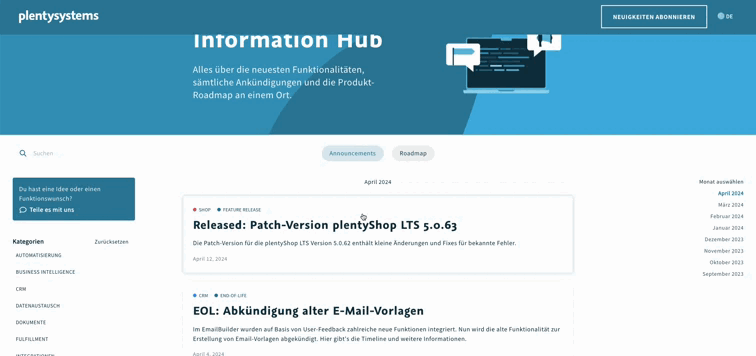 plentysystems
NEUIGKEITEN ABONNIEREN
DE
Information Hub
Alles über die neuesten Funktionalitäten,
sämtliche Ankündigungen und die Produkt-
Roadmap an einem Ort.
Suchen ...
Announcements
Roadmap
Du hast eine Idee oder einen
Funktionswunsch?
Teile es mit uns
Kategorien
Zurücksetzen
AUTOMATISIERUNG
BUSINESS INTELLIGENCE
CRM
DATENAUSTAUSCH
DOKUMENTE
FULFILLMENT
INTEGRATIONEN
April 2024
SHOP
FEATURE RELEASE
Released: Patch-Version plentyShop LTS 5.0.63
Die Patch-Version für die plentyShop LTS Version 5.0.62 enthält kleine Änderungen und Fixes für bekannte Fehler.
April 12, 2024
CRM
END-OF-LIFE
EOL: Abkündigung alter E-Mail-Vorlagen
Im EmailBuilder wurden auf Basis von User-Feedback zahlreiche neue Funktionen integriert. Nun wird die alte Funktionalität zur
Erstellung von Email-Vorlagen abgekündigt. Hier gibt's die Timeline und weitere Informationen.
April 4, 2024
Monat auswählen
April 2024
März 2024
Februar 2024
Januar 2024
Dezember 2023
November 2023
Oktober 2023
September 2023